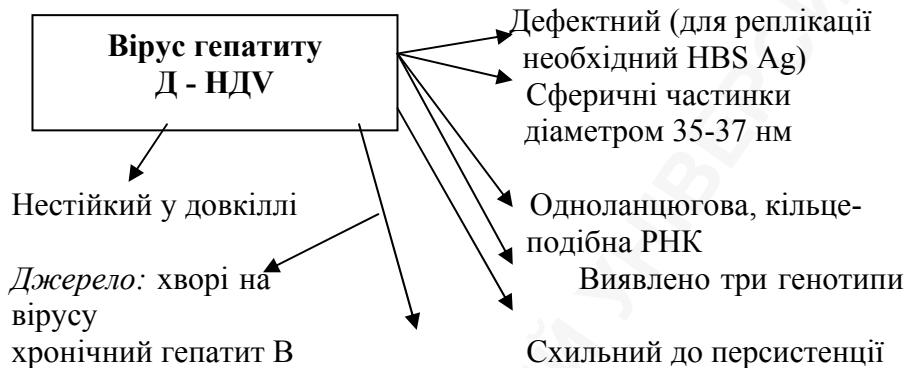 Вірус гепатиту
Д - НДV
Дефектний (для реплікації
необхідний HBS Ag)
Сферичні частинки
діаметром 35-37 нм
Нестійкий у довкіллі
Одноланцюгова, кільце-
подібна РНК
Джерело: хворі на
Виявлено три генотипи
вірусу
хронічний гепатит В
Схильний до персистенції